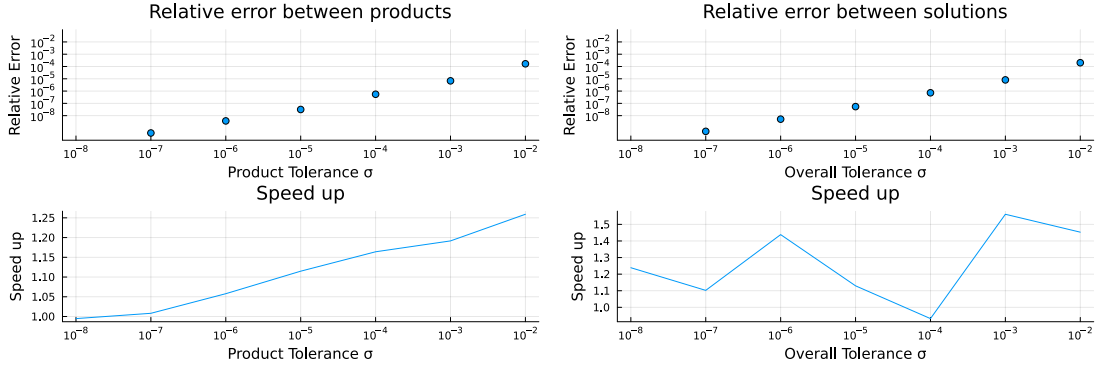 Relative error between products
Relative Error
10⁻²
10⁻³
10⁻⁴
10⁻⁵
10⁻⁶
10⁻⁷
10⁻⁸
10⁻⁸ 10⁻⁷ 10⁻⁶ 10⁻⁵ 10⁻⁴ 10⁻³ 10⁻²
Product Tolerance σ
Relative error between solutions
Relative Error
10⁻²
10⁻³
10⁻⁴
10⁻⁵
10⁻⁶
10⁻⁷
10⁻⁸
10⁻⁸ 10⁻⁷ 10⁻⁶ 10⁻⁵ 10⁻⁴ 10⁻³ 10⁻²
Overall Tolerance σ
Speed up
Speed up
1.25
1.20
1.15
1.10
1.05
1.00
10⁻⁸ 10⁻⁷ 10⁻⁶ 10⁻⁵ 10⁻⁴ 10⁻³ 10⁻²
Product Tolerance σ
Speed up
Speed up
1.5
1.4
1.3
1.2
1.1
1.0
10⁻⁸ 10⁻⁷ 10⁻⁶ 10⁻⁵ 10⁻⁴ 10⁻³ 10⁻²
Overall Tolerance σ